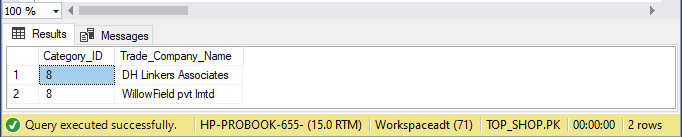 100 %
Results Messages
Category_ID Trade_Company_Name
1 8 DH Linkers Associates
2 8 WillowField pvt lmtd
Query executed successfully. HP-PROBOOK-655- (15.0 RTM) Workspaceadt (71) TOP_SHOP.PK 00:00:00 2 rows